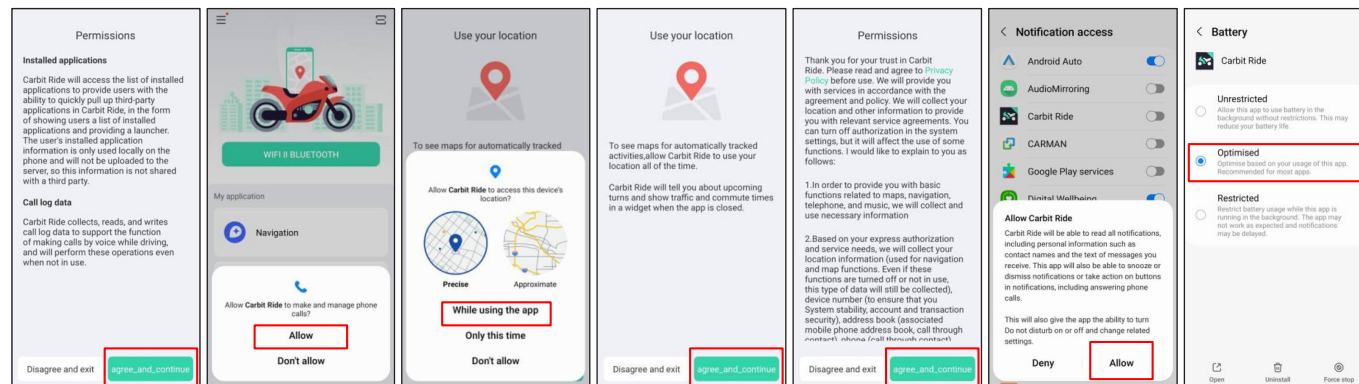 Permissions
Installed applications
Carbit Ride will access the list of installed
applications to provide users with the
ability to quickly pull up third-party
applications in Carbit Ride, in the form
of showing users a list of installed
applications and providing a launcher.
The user's installed application
information is only used locally on the
phone and will not be uploaded to the
server, so this information is not shared
with a third party.
Call log data
Carbit Ride collects, reads, and writes
call log data to support the function
of making calls by voice while driving,
and will perform these operations even
when not in use.
Disagree and exit
agree_and_continue
WIFI II BLUETOOTH
My application
Navigation
Allow Carbit Ride to make and manage phone
calls?
Allow
Don't allow
Use your location
To see maps for automatically tracked
Allow Carbit Ride to access this device's
location?
Precise
Approximate
While using the app
Only this time
Don't allow
Use your location
To see maps for automatically tracked
activities,allow Carbit Ride to use your
location all of the time.
Carbit Ride will tell you about upcoming
turns and show traffic and commute times
in a widget when the app is closed.
Disagree and exit
agree_and_continue
Permissions
Thank you for your trust in Carbit
Ride. Please read and agree to Privacy
Policy before use. We will provide you
with services in accordance with the
agreement and policy. We will collect your
location and other information to provide
you with relevant service agreements. You
can turn off authorization in the system
settings, but it will affect the use of some
functions. I would like to explain to you as
follows:
1.In order to provide you with basic
functions related to maps, navigation,
telephone, and music, we will collect and
use necessary information
2.Based on your express authorization
and service needs, we will collect your
location information (used for navigation
and map functions. Even if these
functions are turned off or not in use,
this type of data will still be collected),
device number (to ensure that you
System stability, account and transaction
security), address book (associated
mobile phone address book, call through
contact), phone (call through contact)
Disagree and exit
agree_and_continue
Notification access
Android Auto
AudioMirroring
Carbit Ride
CARMAN
Google Play services
Digital Wellbeing
Allow Carbit Ride
Carbit Ride will be able to read all notifications,
including personal information such as
contact names and the text of messages you
receive. This app will also be able to snooze or
dismiss notifications or take action on buttons
in notifications, including answering phone
calls.
This will also give the app the ability to turn
Do not disturb on or off and change related
settings.
Deny
Allow
Battery
Carbit Ride
Unrestricted
Allow this app to use battery in the
background without restrictions. This may
reduce your battery life.
Optimised
Optimise based on your usage of this app.
Recommended for most apps.
Restricted
Restrict battery usage while this app is
running in the background. The app may
not work as expected and notifications
may be delayed.
Open
Uninstall
Force stop